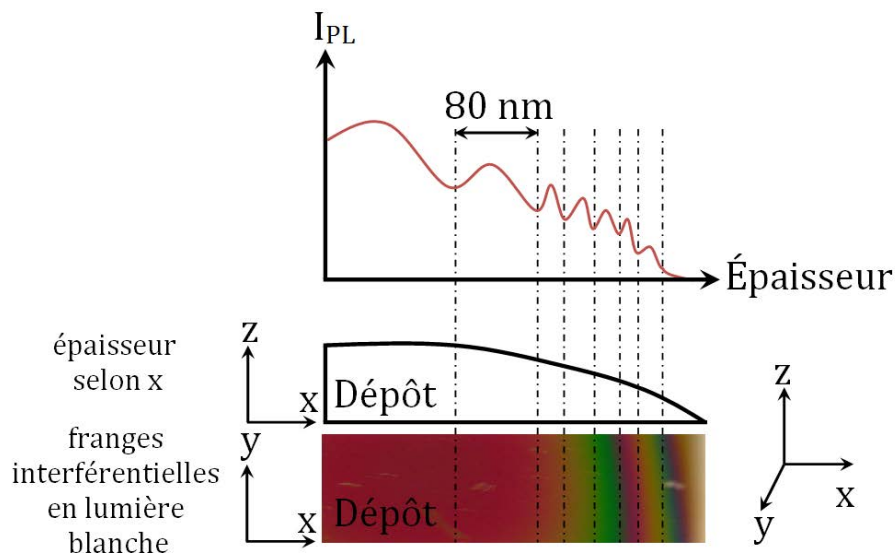 I_PL
80 nm
Épaisseur
z
épaisseur
selon x
x
Dépôt
z
franges
interférentielles
en lumière
blanche
y
x
Dépôt
x
y